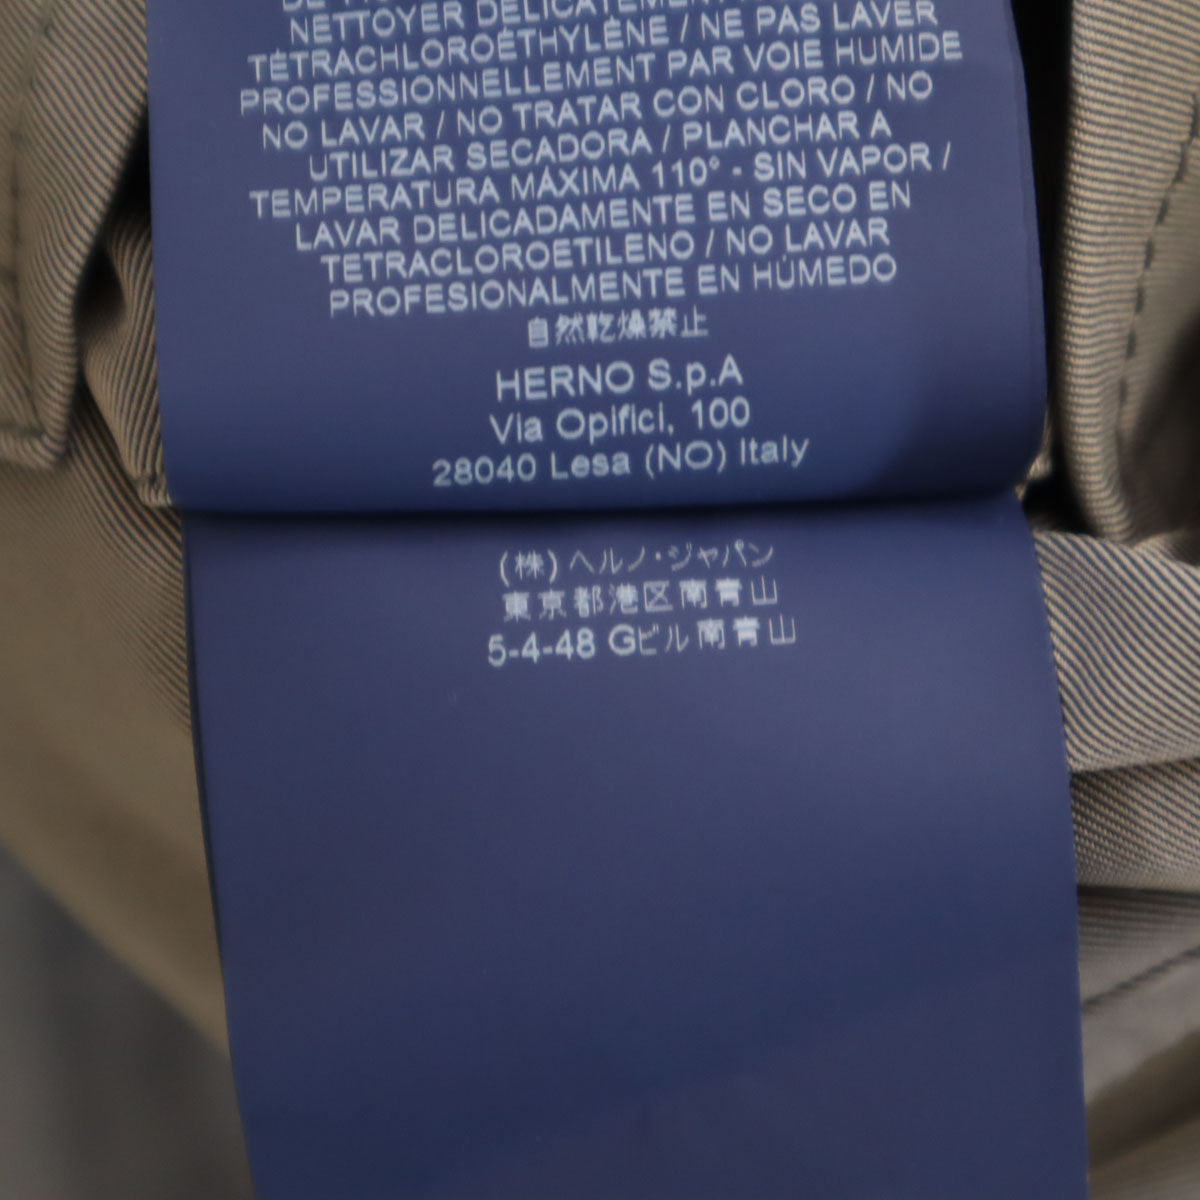 NETTOYER DÉLICATEMENT
TÉTRACHLOROÉTHYLÈNE / NE PAS LAVER
PROFESSIONNELLEMENT PAR VOIE HUMIDE
NO LAVAR / NO TRATAR CON CLORO / NO
UTILIZAR SECADORA / PLANCHAR A
TEMPERATURA MÁXIMA 110° - SIN VAPOR /
LAVAR DELICADAMENTE EN SECO EN
TETRACLOROETILENO / NO LAVAR
PROFESIONALMENTE EN HÚMEDO
自然乾燥禁止
HERNO S.p.A
Via Opifici, 100
28040 Lesa (NO) Italy
(株)ヘルノ・ジャパン
東京都港区南青山
5-4-48 Gビル南青山